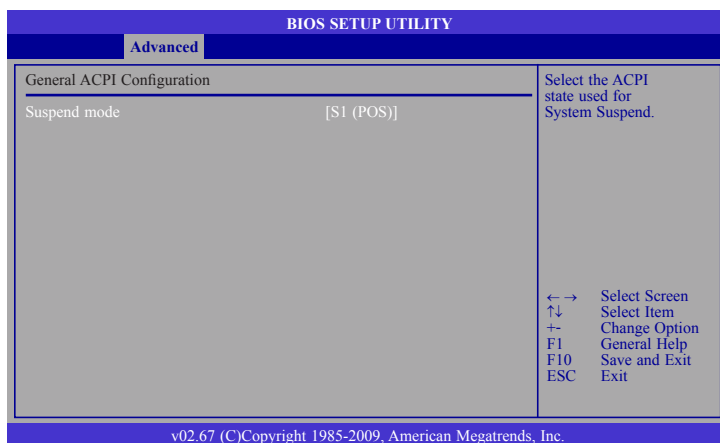 BIOS SETUP UTILITY
Advanced
General ACPI Configuration
Suspend mode [S1 (POS)]
Select the ACPI
state used for
System Suspend.
←→ Select Screen
↑↓ Select Item
+- Change Option
F1 General Help
F10 Save and Exit
ESC Exit
v02.67 (C)Copyright 1985-2009, American Megatrends, Inc.